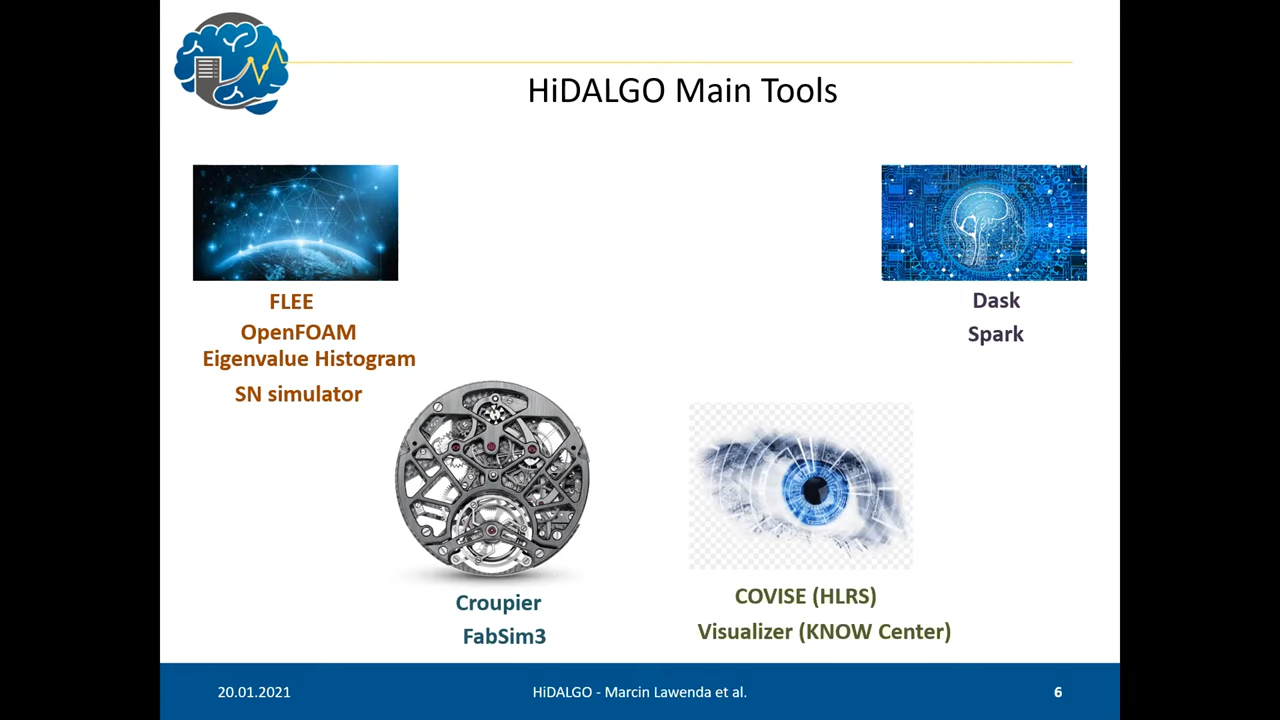 HiDALGO Main Tools
FLEE
OpenFOAM
Eigenvalue Histogram
SN simulator
Dask
Spark
Croupier
FabSim3
COVISE (HLRS)
Visualizer (KNOW Center)
20.01.2021
HiDALGO - Marcin Lawenda et al.
6